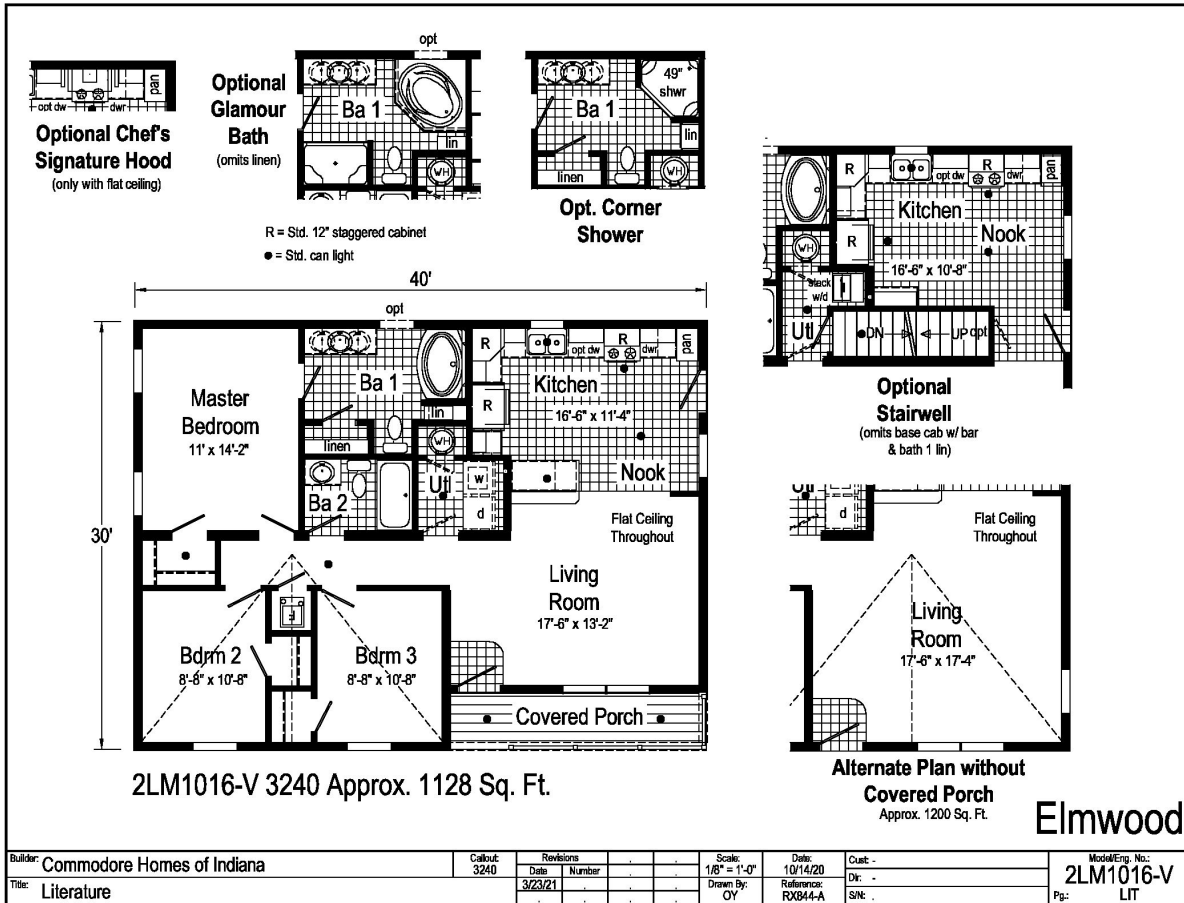 opt dw
dwr
pan
Optional Chef's
Signature Hood
(only with flat ceiling)
Optional
Glamour
Bath
(omits linen)
opt
Ba 1
lin
WH
Ba 1
49"
shwr
lin
linen
WH
Opt. Corner
Shower
R = Std. 12" staggered cabinet
● = Std. can light
40'
30'
opt
Master
Bedroom
11' x 14'-2"
Ba 1
lin
linen
WH
Ba 2
Utl
w
d
R
R
opt dw
R
dwr
pan
Kitchen
16'-6" x 11'-4"
Nook
Flat Ceiling
Throughout
Living
Room
17'-6" x 13'-2"
Bdrm 2
8'-8" x 10'-8"
F
Bdrm 3
8'-8" x 10'-8"
Covered Porch
2LM1016-V 3240 Approx. 1128 Sq. Ft.
R
opt dw
R
dwr
pan
Kitchen
Nook
R
WH
16'-6" x 10'-8"
stack
w/d
Utl
DN
UP
opt
Optional
Stairwell
(omits base cab w/ bar
& bath 1 lin)
Utl
d
Flat Ceiling
Throughout
Living
Room
17'-6" x 17'-4"
Alternate Plan without
Covered Porch
Approx. 1200 Sq. Ft.
Elmwood
Builder: Commodore Homes of Indiana
Title: Literature
Callout:
3240
Revisions
Date Number
3/23/21
Scale:
1/8" = 1'-0"
Drawn By:
OY
Date:
10/14/20
Reference:
RX844-A
Cust: -
Dir: -
S/N: .
Model/Eng. No.:
2LM1016-V
Pg.: LIT